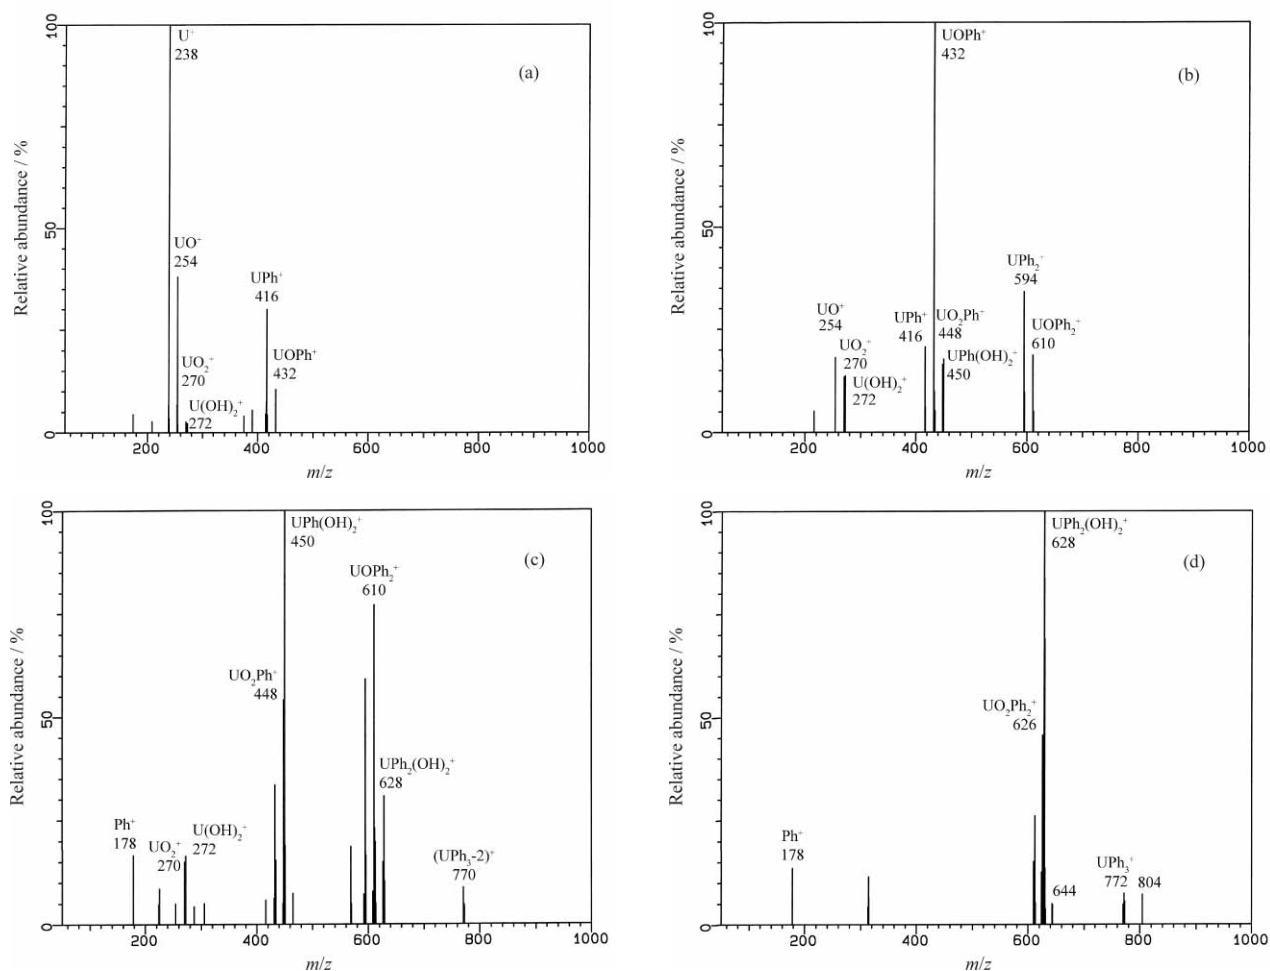 100
U⁺
238
(a)
UO⁺
254
UPh⁺
416
UO₂⁺
270
UOPh⁺
432
U(OH)₂⁺
272
50
0
200
400
600
800
1000
m/z
Relative abundance / %
100
UOPh⁺
432
(b)
UPh₂⁺
594
UO⁺
254
UPh⁺
416
UO₂Ph⁺
448
UOPh₂⁺
610
UO₂⁺
270
UPh(OH)₂⁺
450
U(OH)₂⁺
272
50
0
200
400
600
800
1000
m/z
Relative abundance / %
100
UPh(OH)₂⁺
450
(c)
UOPh₂⁺
610
UO₂Ph⁺
448
UPh₂(OH)₂⁺
628
Ph⁺
178
UO₂⁺
270
U(OH)₂⁺
272
(UPh₃-2)⁺
770
50
0
200
400
600
800
1000
m/z
Relative abundance / %
100
UPh₂(OH)₂⁺
628
(d)
UO₂Ph₂⁺
626
Ph⁺
178
UPh₃⁺
772
804
644
50
0
200
400
600
800
1000
m/z
Relative abundance / %